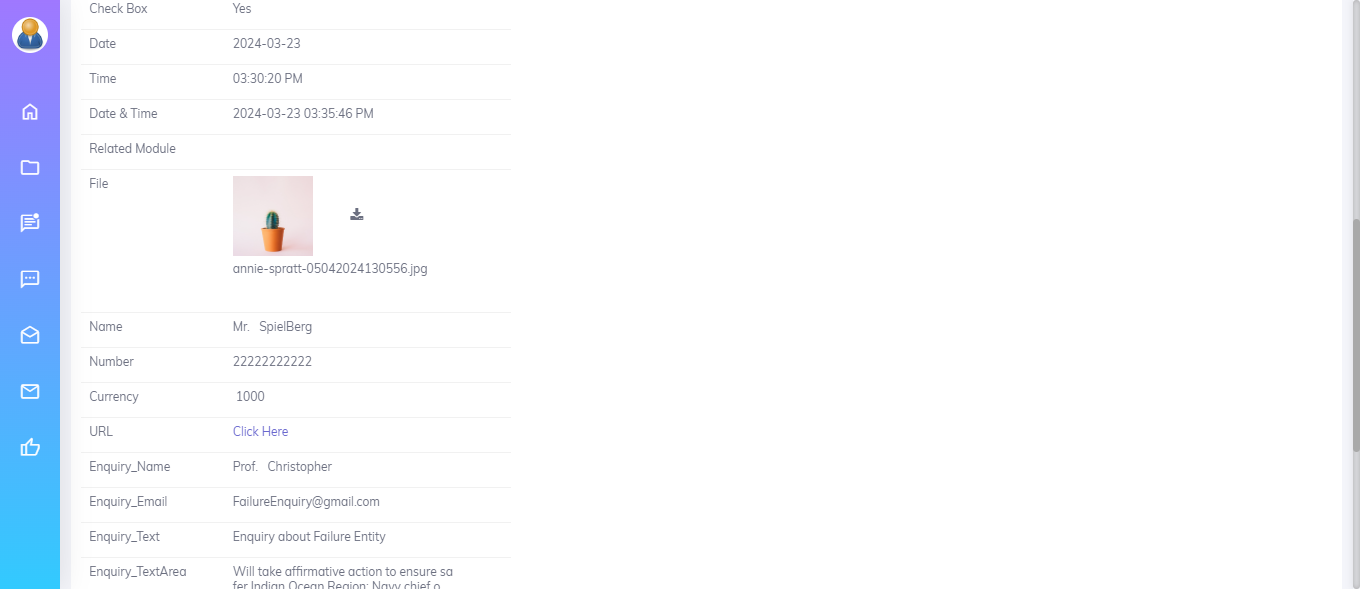 Check Box Yes
Date 2024-03-23
Time 03:30:20 PM
Date & Time 2024-03-23 03:35:46 PM
Related Module
File
annie-spratt-05042024130556.jpg
Name Mr. SpielBerg
Number 22222222222
Currency 1000
URL Click Here
Enquiry_Name Prof. Christopher
Enquiry_Email FailureEnquiry@gmail.com
Enquiry_Text Enquiry about Failure Entity
Enquiry_TextArea Will take affirmative action to ensure sa
fer Indian Ocean Region: Navy chief o